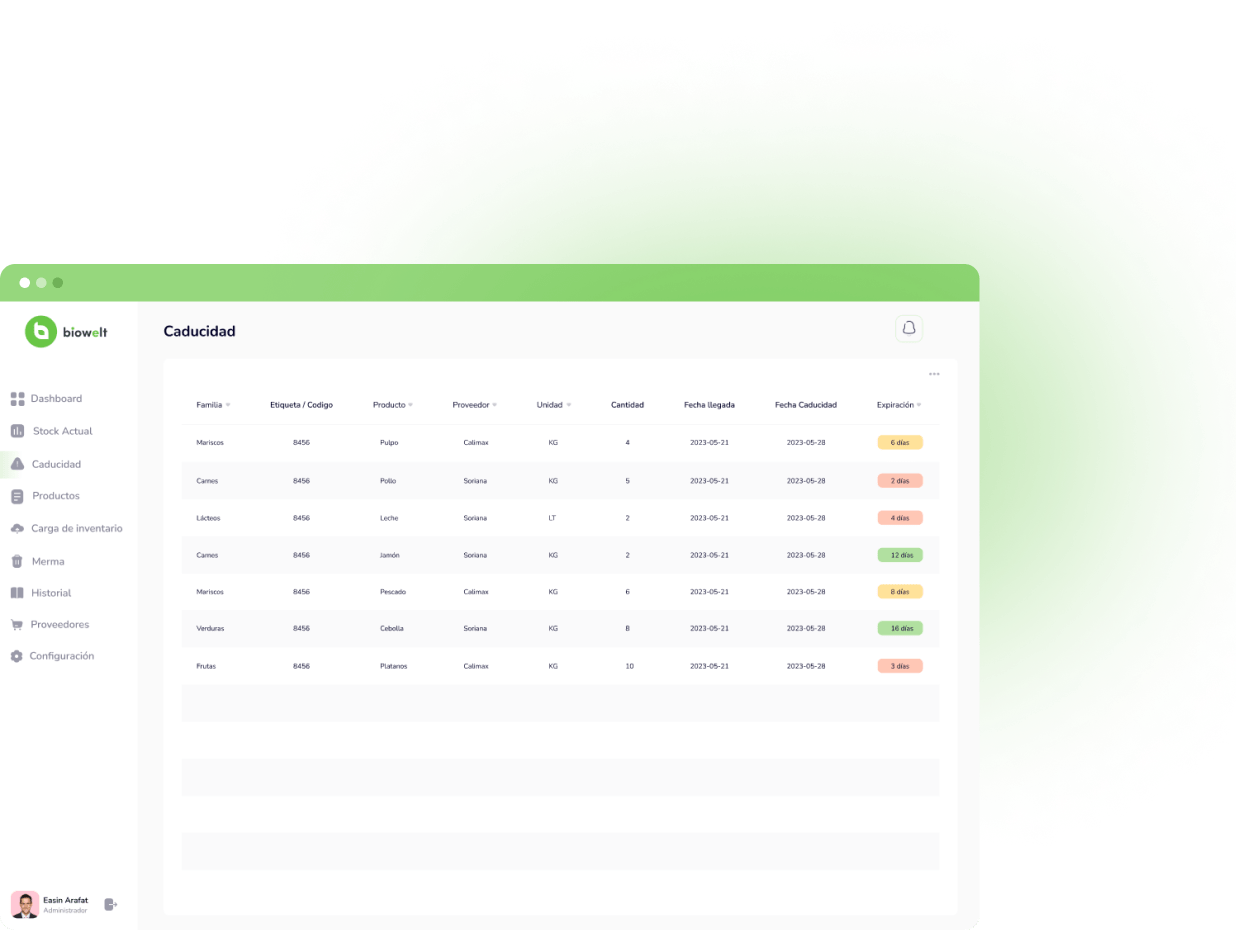 biowelt
Caducidad
Dashboard
Stock Actual
Caducidad
Productos
Carga de inventario
Merma
Historial
Proveedores
Configuración
Easin Arafat
Administrador
Familia Etiqueta / Codigo Producto Proveedor Unidad Cantidad Fecha llegada Fecha Caducidad Expiración
Mariscos 8456 Pulpo Calimax KG 4 2023-05-21 2023-05-28 6 días
Carnes 8456 Pollo Soriana KG 5 2023-05-21 2023-05-28 2 días
Lácteos 8456 Leche Soriana LT 2 2023-05-21 2023-05-28 4 días
Carnes 8456 Jamón Soriana KG 2 2023-05-21 2023-05-28 12 días
Mariscos 8456 Pescado Calimax KG 6 2023-05-21 2023-05-28 8 días
Verduras 8456 Cebolla Soriana KG 8 2023-05-21 2023-05-28 16 días
Frutas 8456 Platanos Calimax KG 10 2023-05-21 2023-05-28 3 días